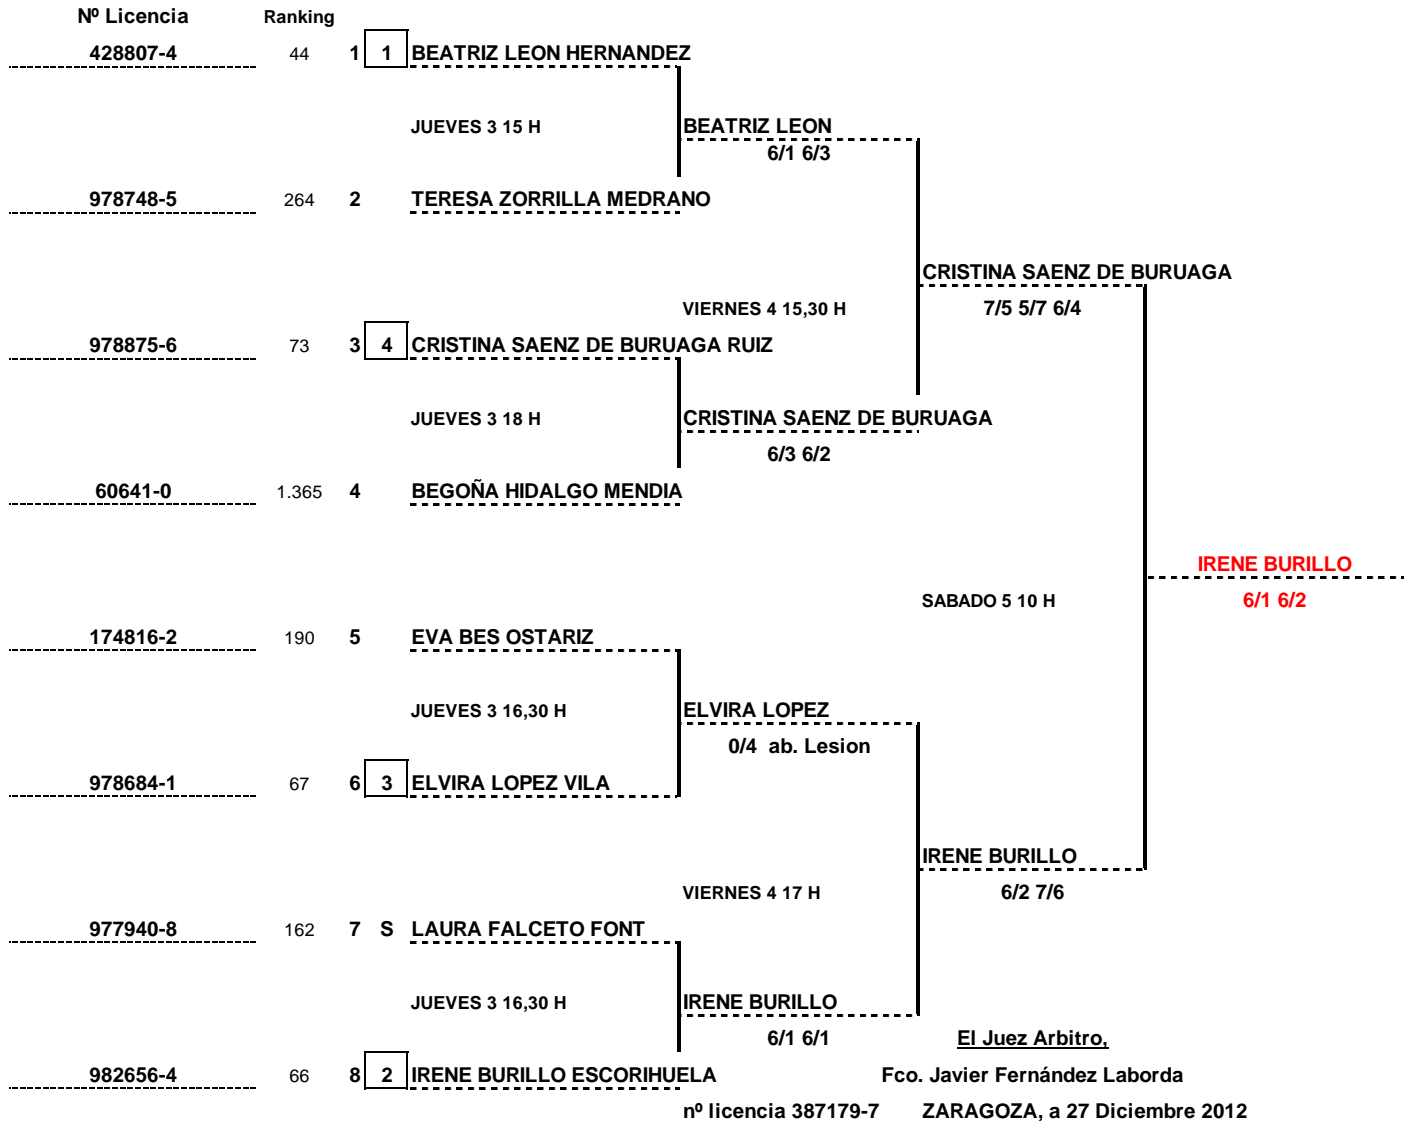 Nº Licencia Ranking
428807-4 44 1 1 BEATRIZ LEON HERNANDEZ
JUEVES 3 15 H BEATRIZ LEON
6/1 6/3
978748-5 264 2 TERESA ZORRILLA MEDRANO
CRISTINA SAENZ DE BURUAGA
VIERNES 4 15,30 H 7/5 5/7 6/4
978875-6 73 3 4 CRISTINA SAENZ DE BURUAGA RUIZ
JUEVES 3 18 H CRISTINA SAENZ DE BURUAGA
6/3 6/2
60641-0 1.365 4 BEGOÑA HIDALGO MENDIA
IRENE BURILLO
SABADO 5 10 H 6/1 6/2
174816-2 190 5 EVA BES OSTARIZ
JUEVES 3 16,30 H ELVIRA LOPEZ
0/4 ab. Lesion
978684-1 67 6 3 ELVIRA LOPEZ VILA
IRENE BURILLO
VIERNES 4 17 H 6/2 7/6
977940-8 162 7 S LAURA FALCETO FONT
JUEVES 3 16,30 H IRENE BURILLO
6/1 6/1 El Juez Arbitro,
982656-4 66 8 2 IRENE BURILLO ESCORIHUELA Fco. Javier Fernández Laborda
nº licencia 387179-7 ZARAGOZA, a 27 Diciembre 2012